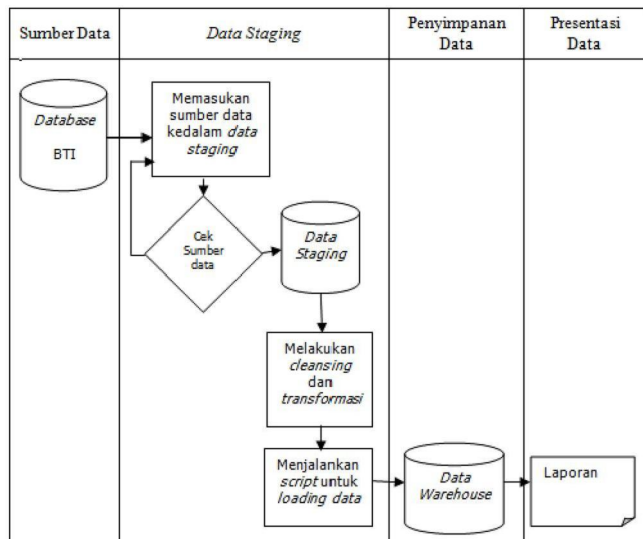 Sumber Data
Data Staging
Penyimpanan
Data
Presentasi
Data
Database
BTI
Memasukan
sumber data
kedalam data
staging
Cek
Sumber
data
Data
Staging
Melakukan
cleansing
dan
transformasi
Menjalankan
script untuk
loading data
Data
Warehouse
Laporan